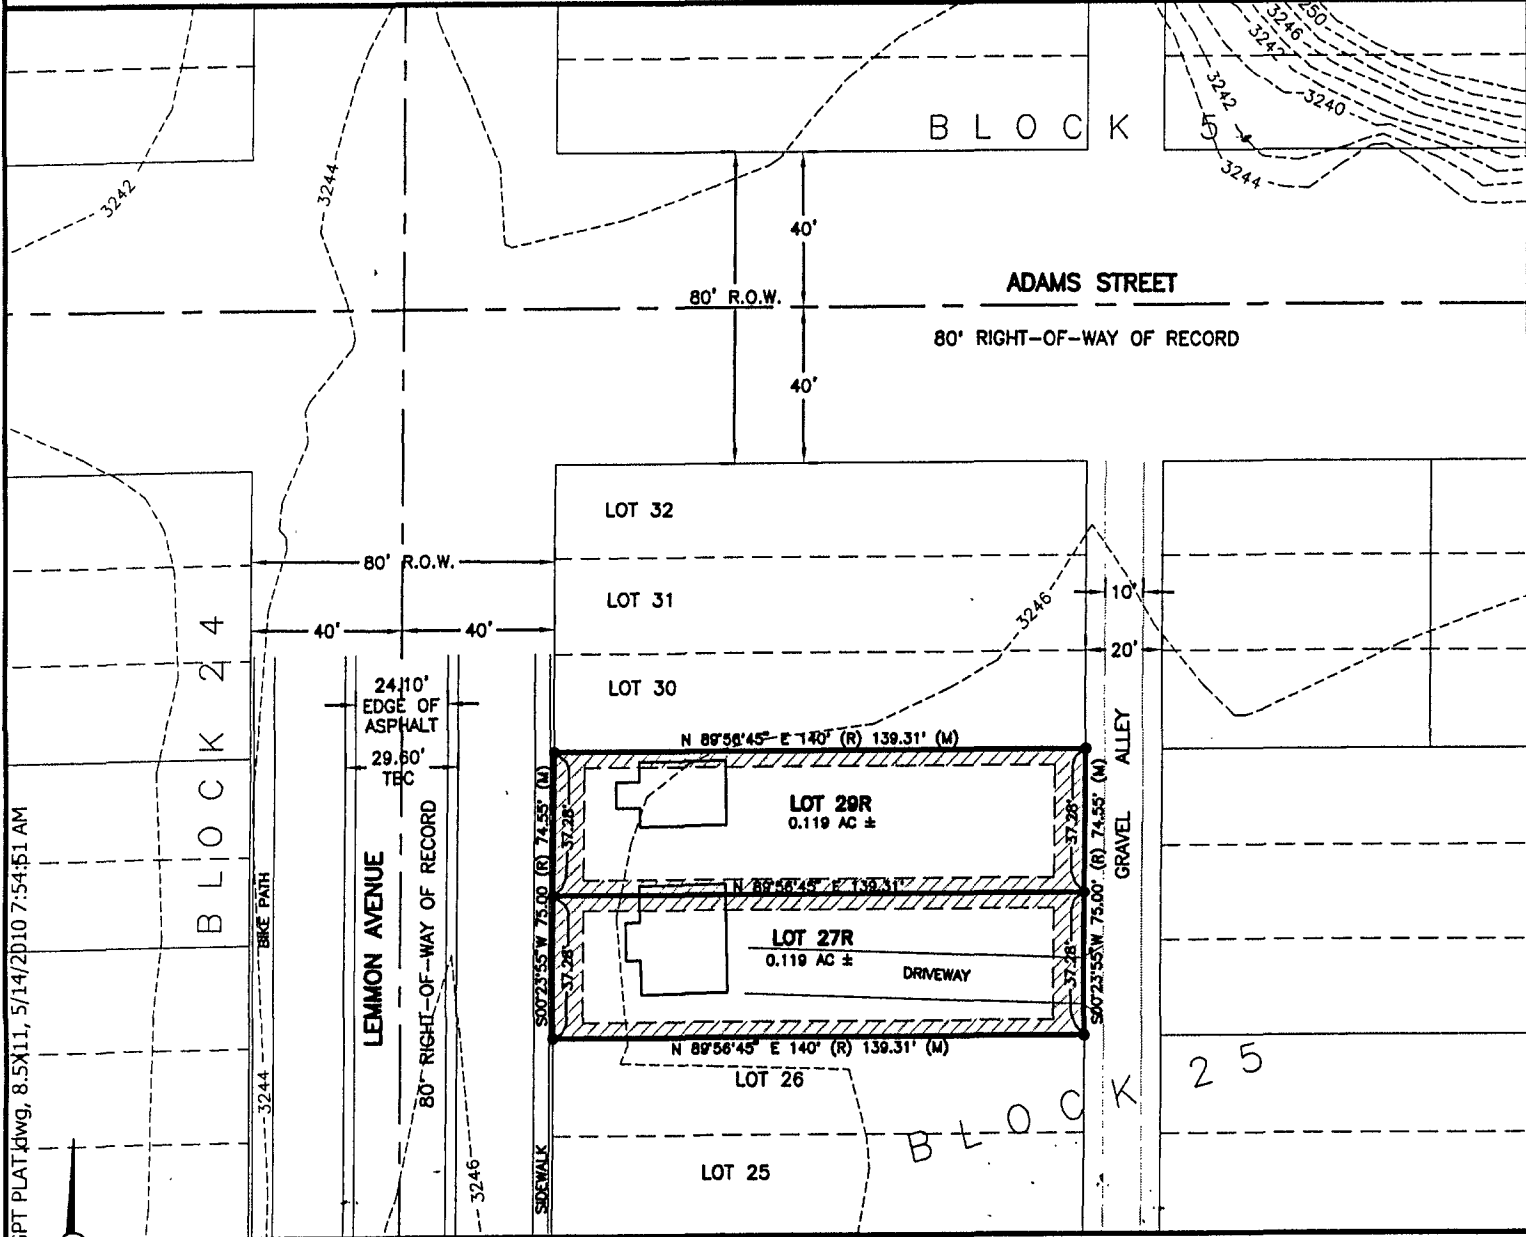 250
3246
3242
3242
3240
3244
BLOCK 5
3242
3244
40'
80' R.O.W.
ADAMS STREET
80' RIGHT-OF-WAY OF RECORD
40'
LOT 32
80' R.O.W.
LOT 31
3246
10'
40'
40'
20'
BLOCK 24
LOT 30
24.10'
EDGE OF
ASPHALT
29.60'
TBC
N 89°56'45" E 140' (R) 139.31' (M)
LOT 29R
0.119 AC ±
37.28'
37.28'
S00°23'55"W 75.00 (R) 74.55' (M)
S00°23'55"W 75.00' (R) 74.55' (M)
GRAVEL ALLEY
N 89°56'45" E 139.31'
LOT 27R
0.119 AC ±
DRIVEWAY
37.28'
37.28'
N 89°56'45" E 140' (R) 139.31' (M)
LEMMON AVENUE
80' RIGHT-OF-WAY OF RECORD
BIKE PATH
3244
3246
SIDEWALK
LOT 26
BLOCK 25
LOT 25
PLAT.dwg, 8.5X11, 5/14/2010 7:54:51 AM